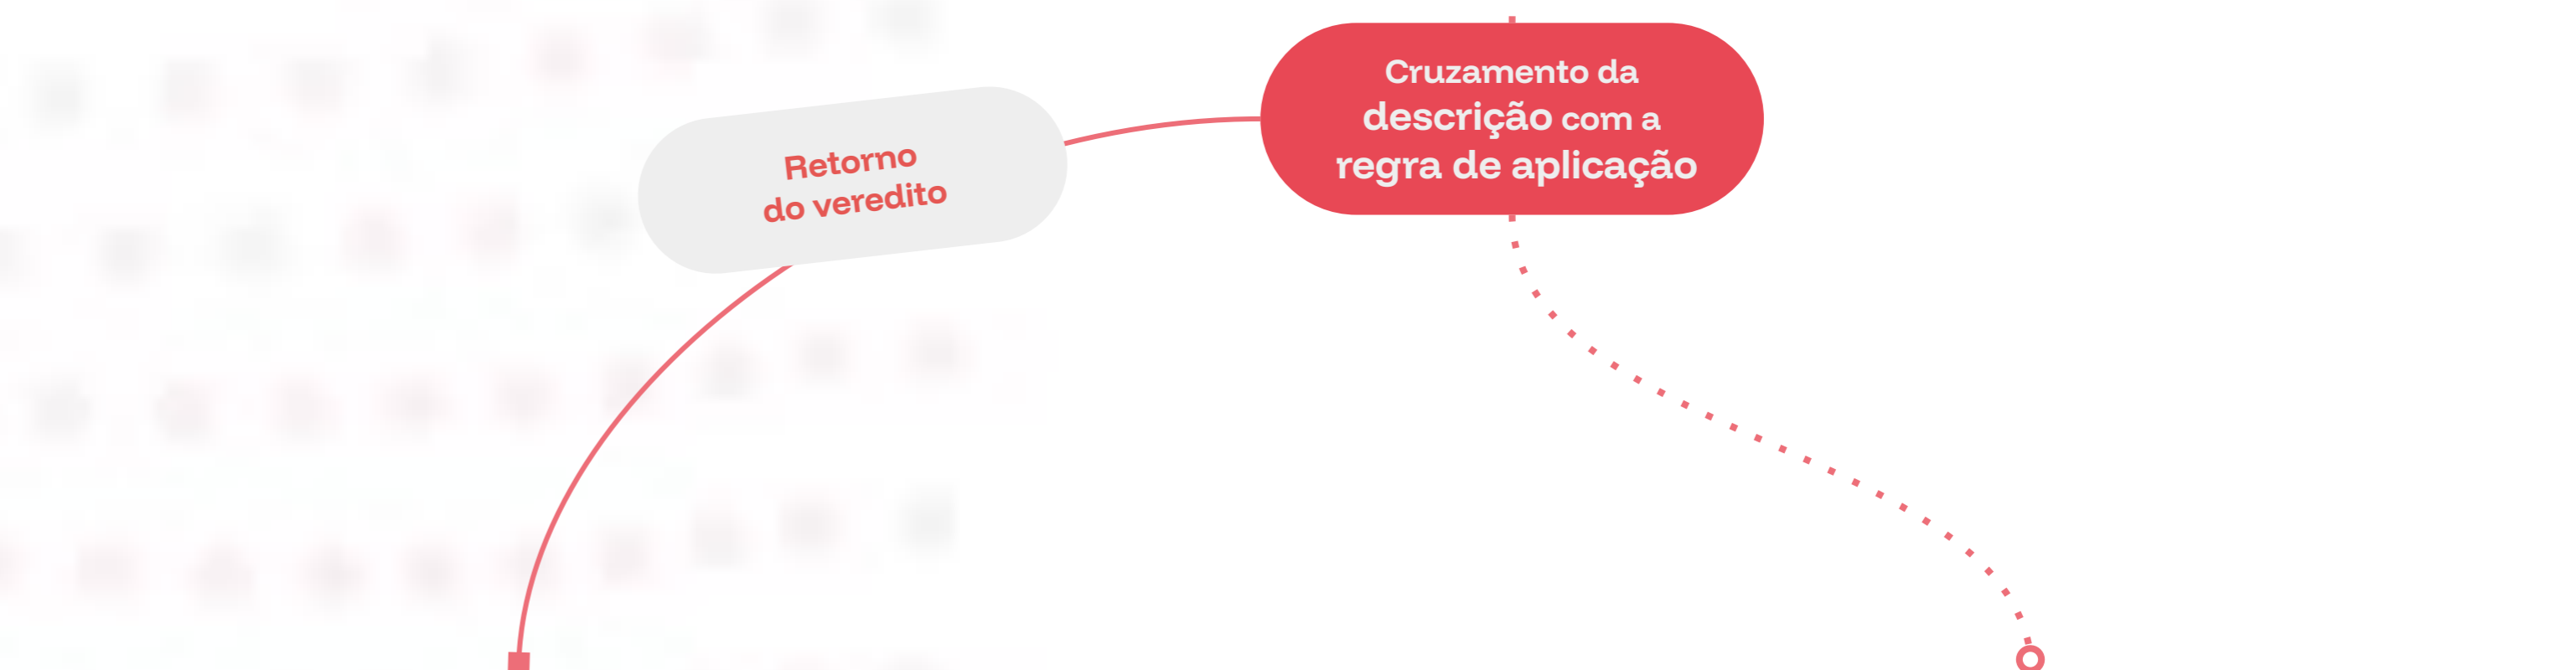 Cruzamento da
descrição com a
regra de aplicação
Retorno
do veredito